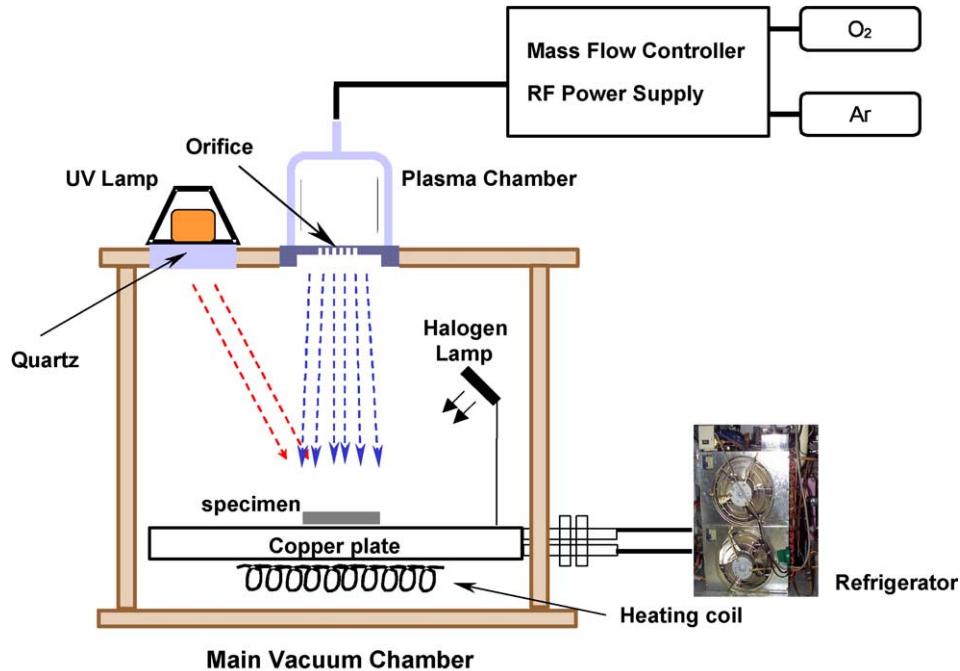 Mass Flow Controller
RF Power Supply
O₂
Ar
Orifice
UV Lamp
Plasma Chamber
Quartz
Halogen
Lamp
specimen
Copper plate
Heating coil
Refrigerator
Main Vacuum Chamber